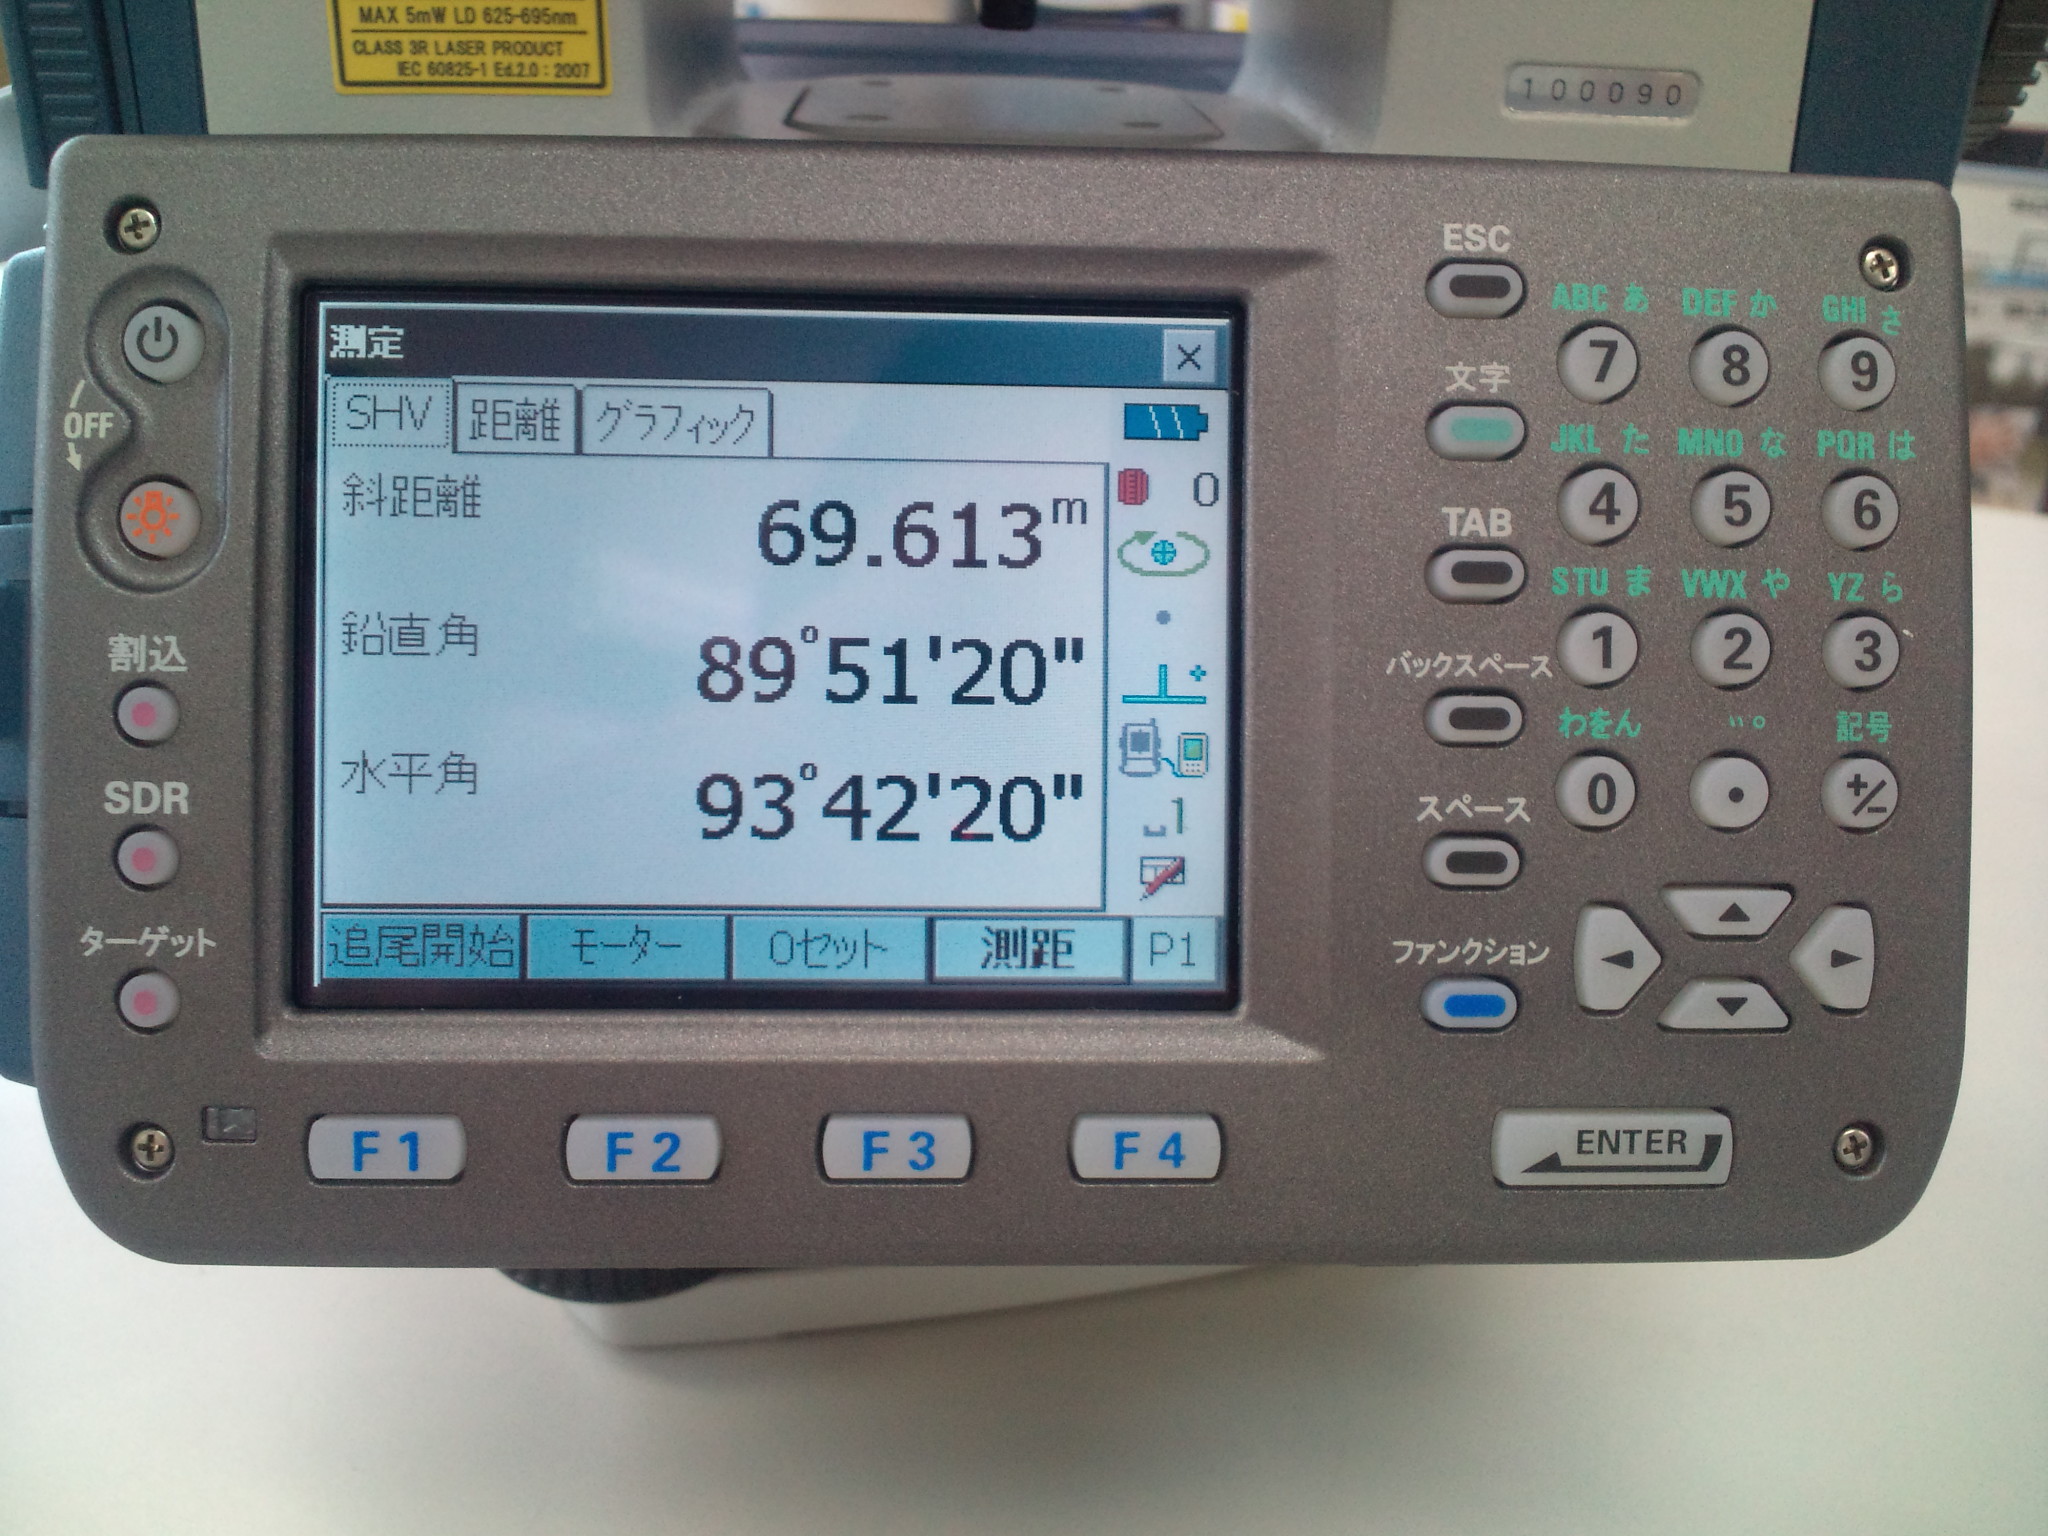 MAX 5mW LD 625-695nm
CLASS 3R LASER PRODUCT
IEC 60825-1 Ed.2.0 : 2007
100090
測定
×
SHV 距離 グラフィック
斜距離 69.613m
0
鉛直角 89°51'20"
水平角 93°42'20"
1
追尾開始 モーター 0セット 測距 P1
OFF
割込
SDR
ターゲット
F1 F2 F3 F4
ESC
文字
TAB
バックスペース
スペース
ファンクション
ABC あ DEF か GHI さ
7 8 9
JKL た MNO な PQR は
4 5 6
STU ま VWX や YZ ら
1 2 3
わをん ゛゜ 記号
0 • +/-
ENTER